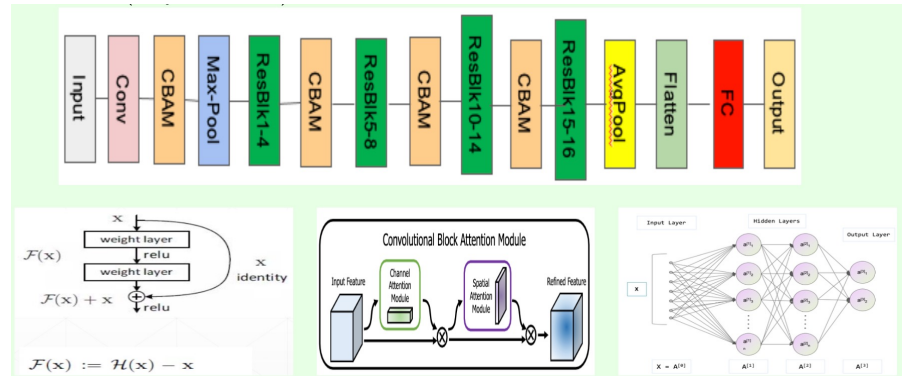 Input
Conv
CBAM
Max-Pool
ResBlk1-4
CBAM
ResBlk5-8
CBAM
ResBlk10-14
CBAM
ResBlk15-16
AvgPool
Flatten
FC
Output
x
weight layer
F(x)
relu
weight layer
x
identity
F(x) + x
relu
F(x) := H(x) − x
Convolutional Block Attention Module
Input Feature
Channel
Attention
Module
Spatial
Attention
Module
Refined Feature
Input Layer
Hidden Layers
Output Layer
X
X = A[0]
A[1]
A[2]
A[3]